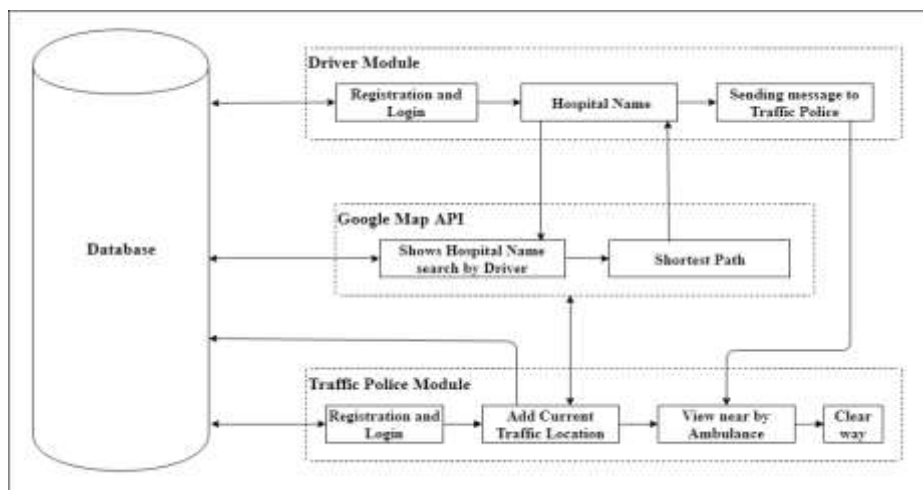 Driver Module
Registration and
Login
Hospital Name
Sending message to
Traffic Police
Google Map API
Database
Shows Hospital Name
search by Driver
Shortest Path
Traffic Police Module
Registration and
Login
Add Current
Traffic Location
View near by
Ambulance
Clear
way